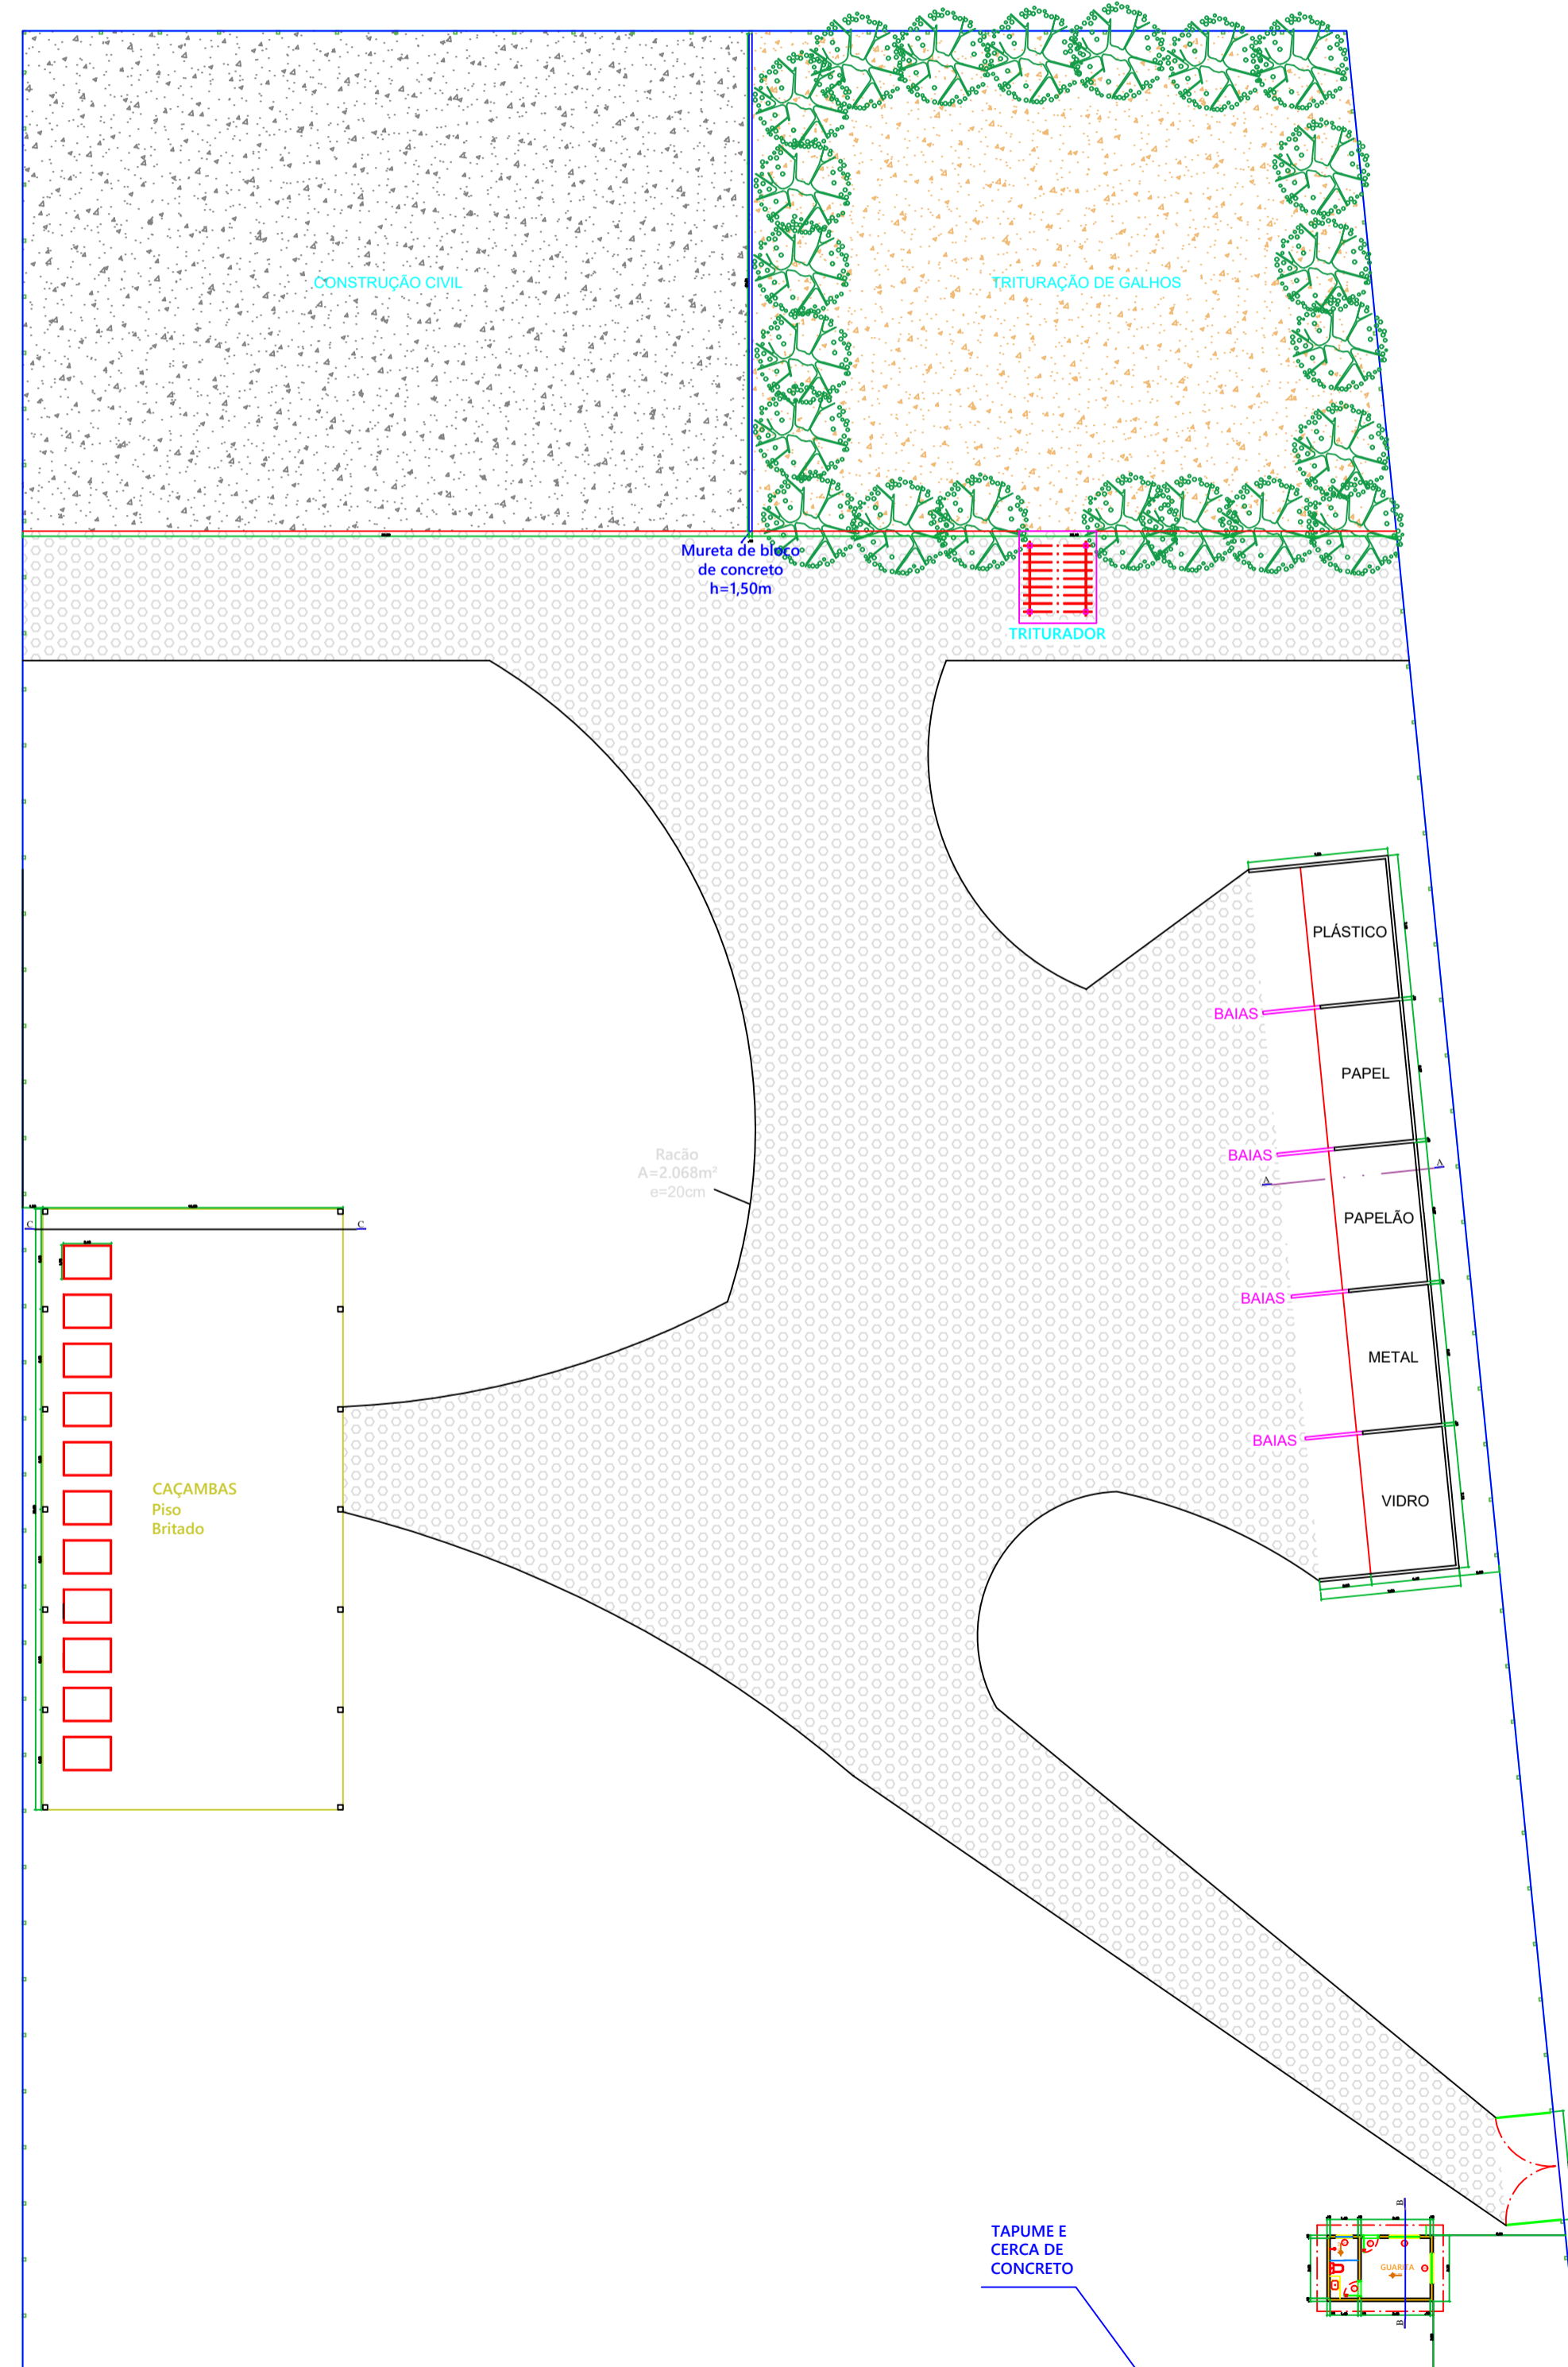 CONSTRUÇÃO CIVIL
TRITURAÇÃO DE GALHOS
Mureta de bloco
de concreto
h=1,50m
TRITURADOR
PLÁSTICO
BAIAS
PAPEL
BAIAS
A
A
Racão
A=2.068m²
e=20cm
PAPELÃO
C
C
BAIAS
METAL
BAIAS
CAÇAMBAS
Piso
Britado
VIDRO
B
TAPUME E
CERCA DE
CONCRETO
GUARITA
B